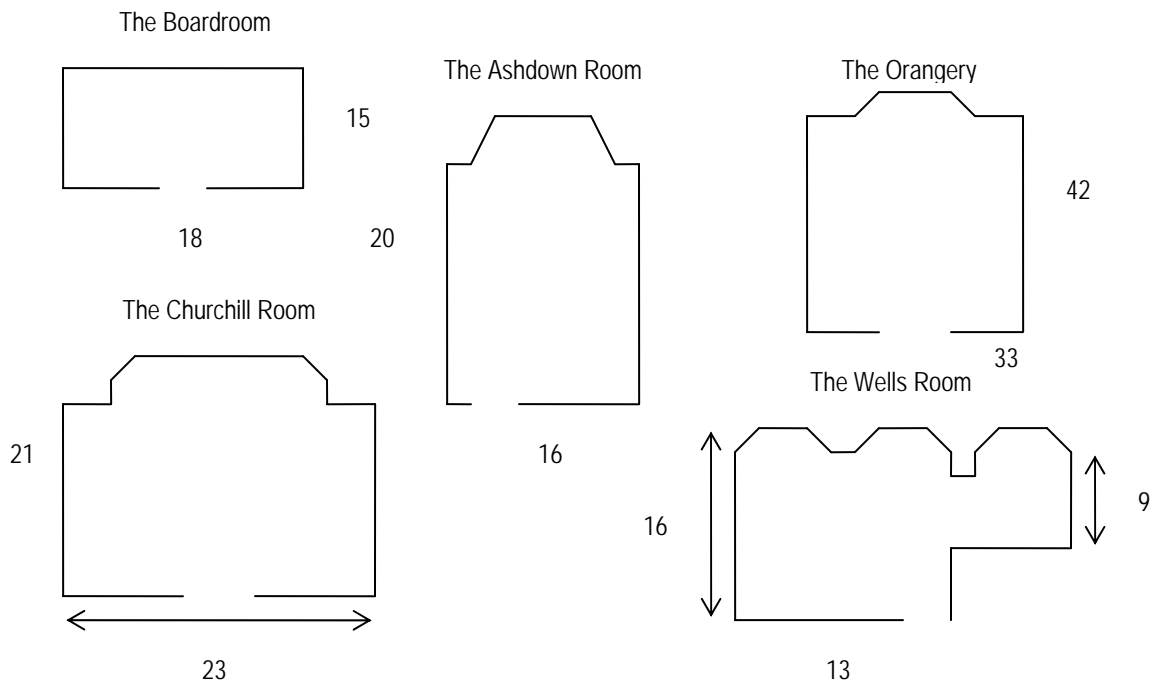 The Boardroom
15
18
The Ashdown Room
20
16
The Orangery
42
33
The Churchill Room
21
23
The Wells Room
16
9
13